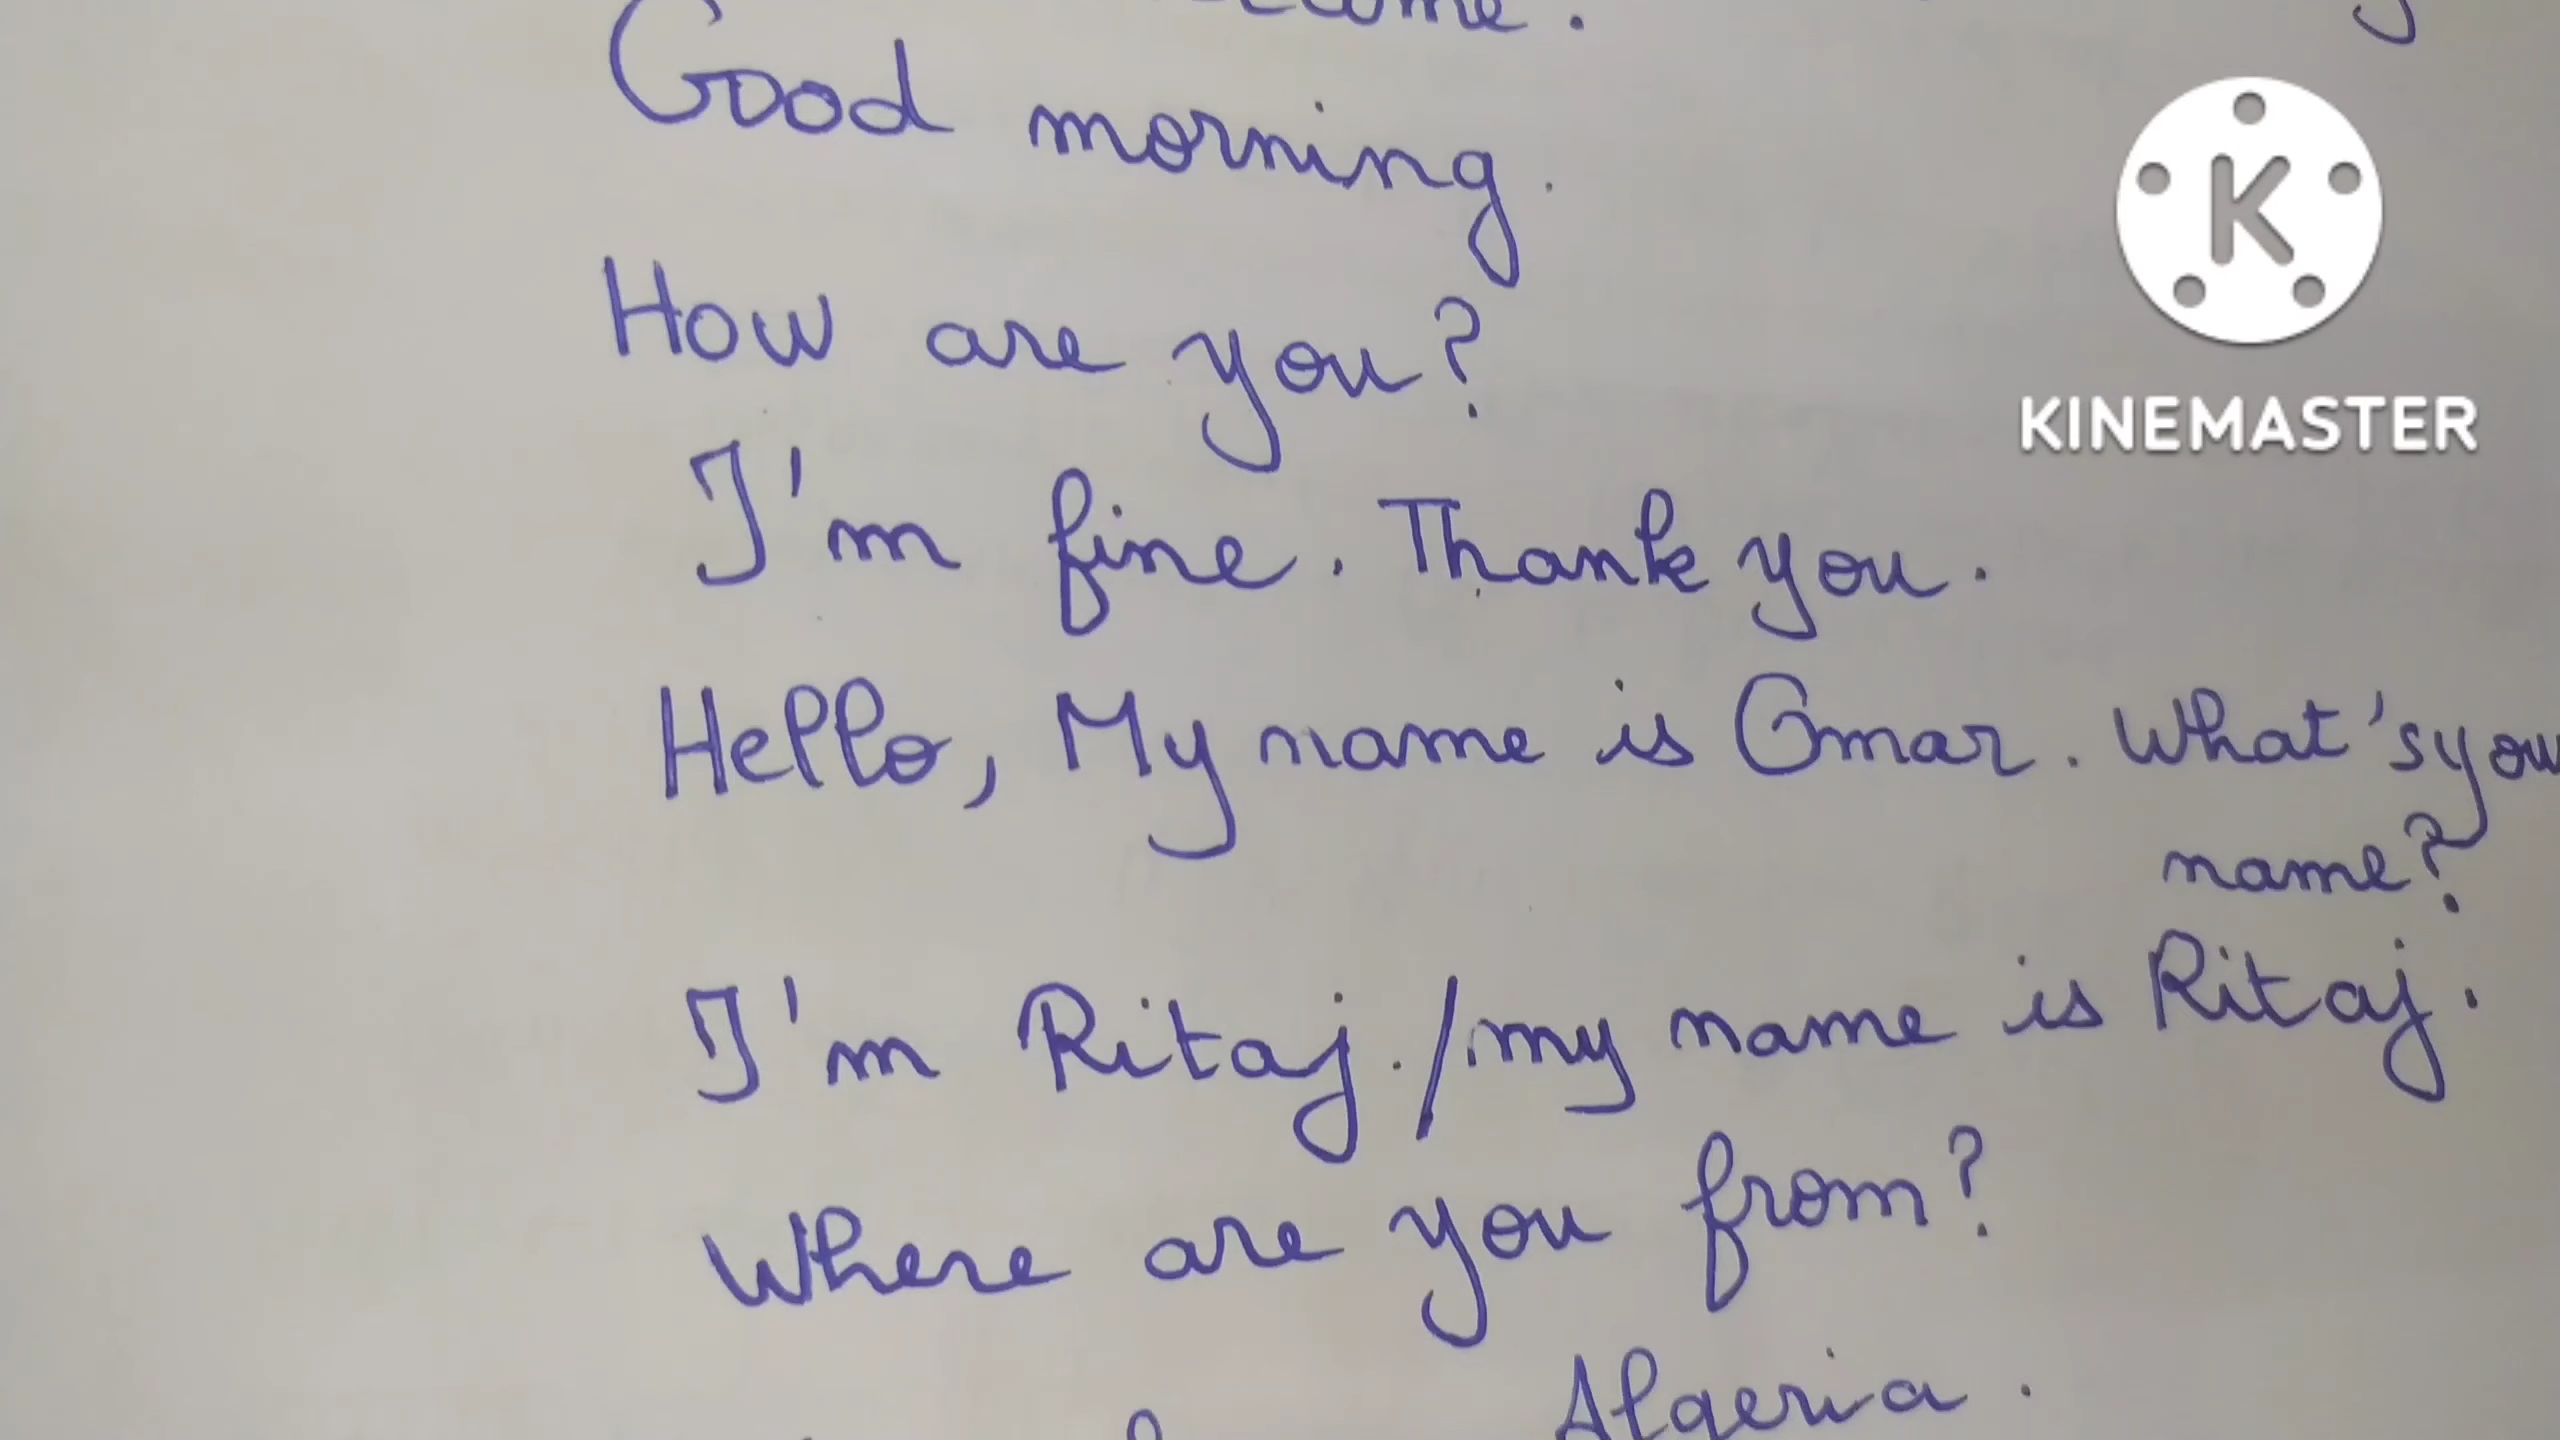 Good morning.
How are you?
I'm fine. Thank you.
Hello, My name is Omar. What's you
name?
I'm Ritaj. / my name is Ritaj.
Where are you from?
Algeria.
KINEMASTER